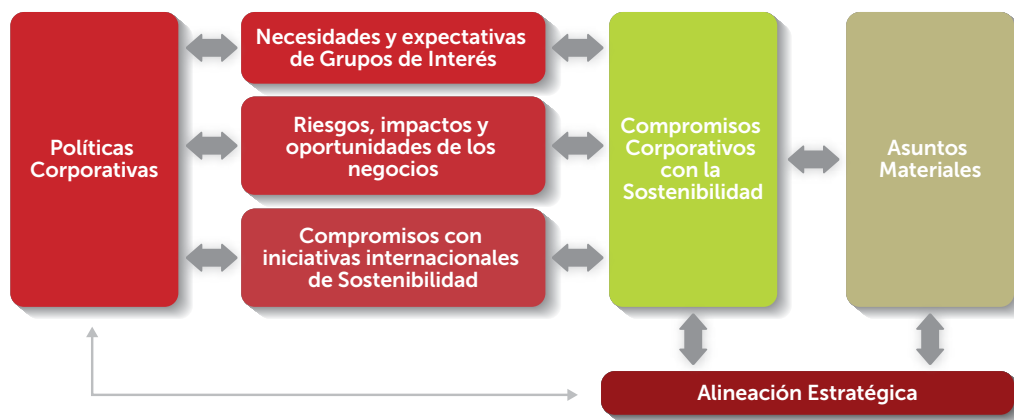 Políticas
Corporativas
Necesidades y expectativas
de Grupos de Interés
Riesgos, impactos y
oportunidades de los
negocios
Compromisos con
iniciativas internacionales
de Sostenibilidad
Compromisos
Corporativos
con la
Sostenibilidad
Asuntos
Materiales
Alineación Estratégica